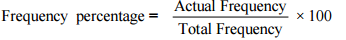 Frequency percentage = Actual Frequency / Total Frequency × 100